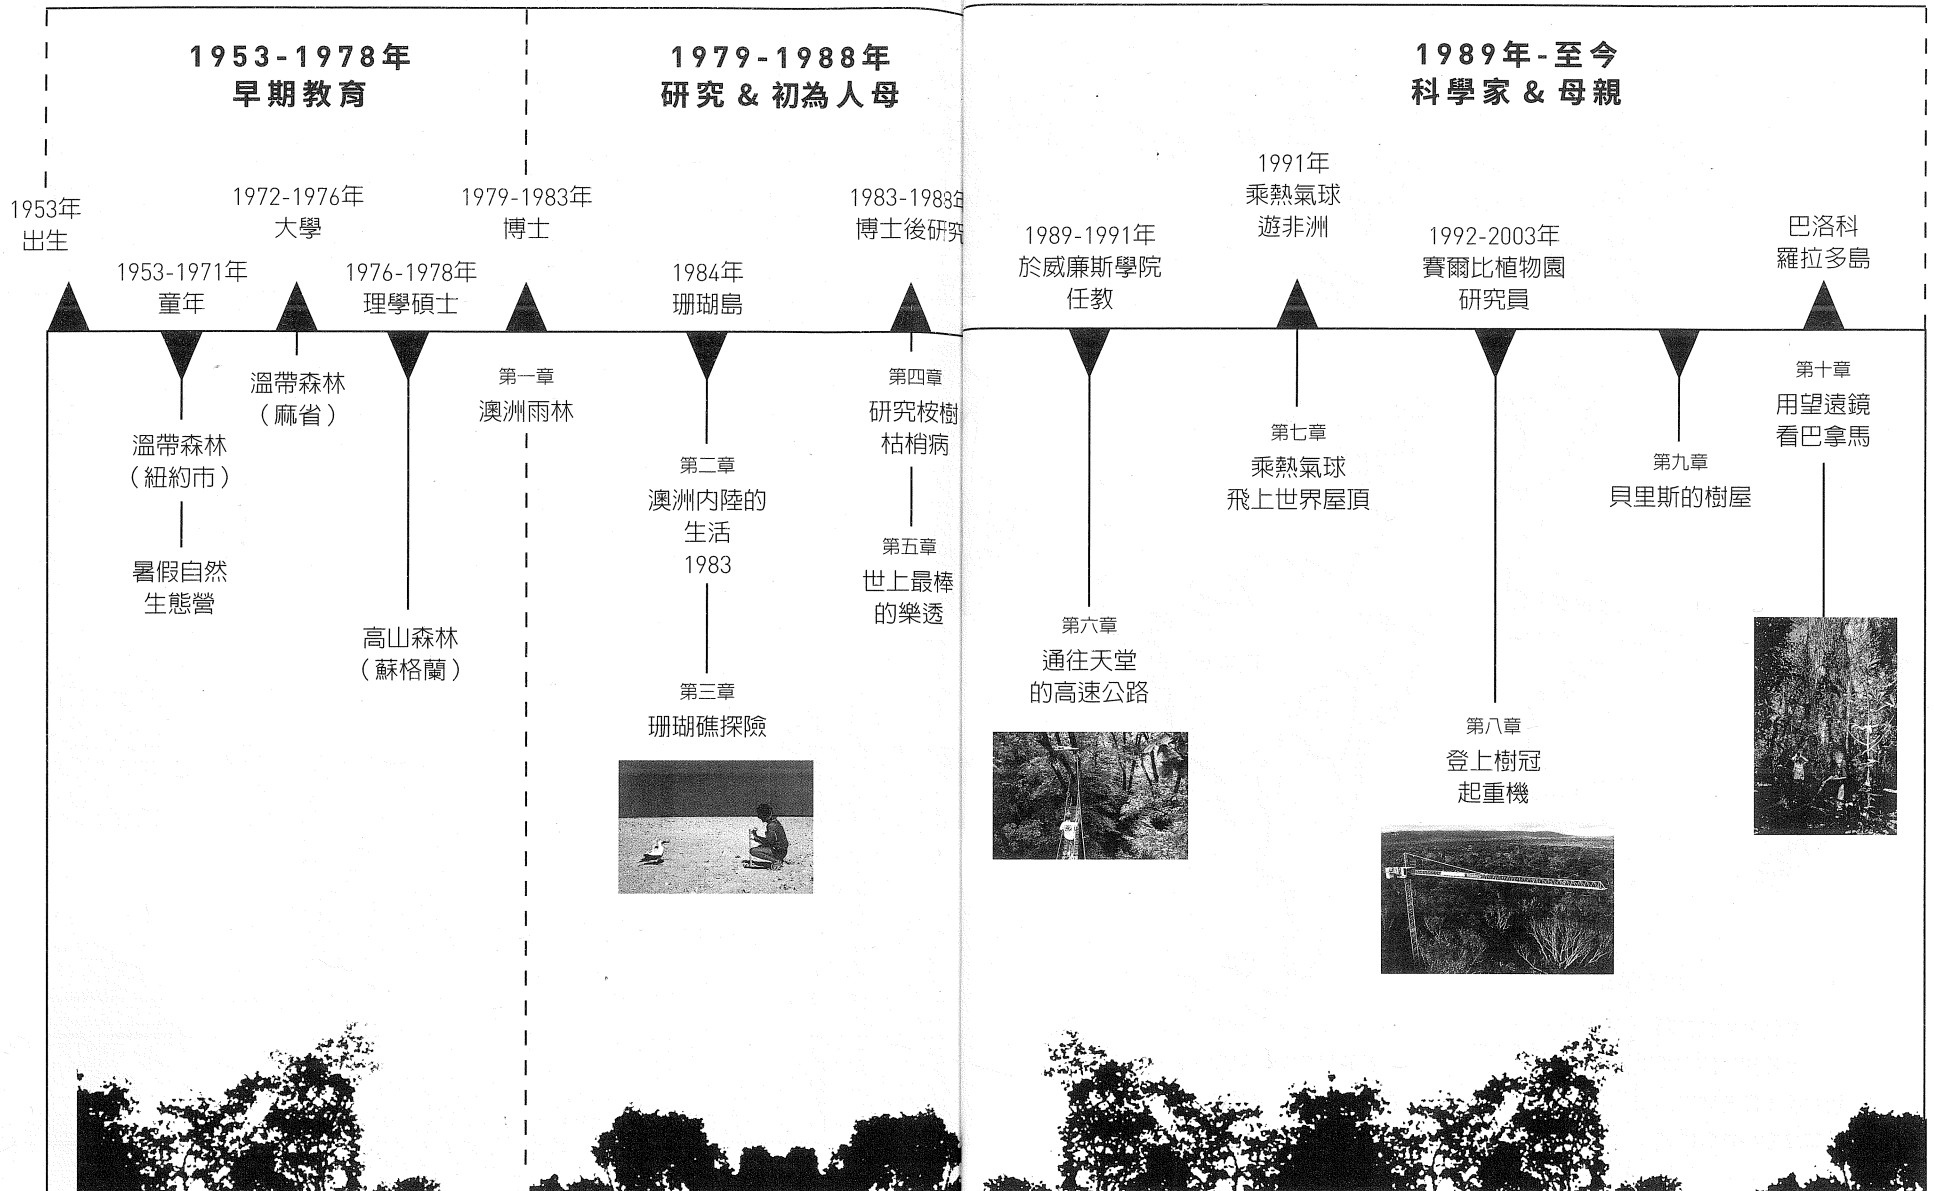 1953-1978年
早期教育
1979-1988年
研究 & 初為人母
1989年-至今
科學家 & 母親
1953年
出生
1953-1971年
童年
溫帶森林
（紐約市）
暑假自然
生態營
1972-1976年
大學
溫帶森林
（麻省）
1976-1978年
理學碩士
高山森林
（蘇格蘭）
1979-1983年
博士
第一章
澳洲雨林
1984年
珊瑚島
第二章
澳洲內陸的
生活
1983
第三章
珊瑚礁探險
1983-1988年
博士後研究
第四章
研究桉樹
枯梢病
第五章
世上最棒
的樂透
1989-1991年
於威廉斯學院
任教
第六章
通往天堂
的高速公路
1991年
乘熱氣球
遊非洲
第七章
乘熱氣球
飛上世界屋頂
1992-2003年
賽爾比植物園
研究員
第八章
登上樹冠
起重機
第九章
貝里斯的樹屋
巴洛科
羅拉多島
第十章
用望遠鏡
看巴拿馬